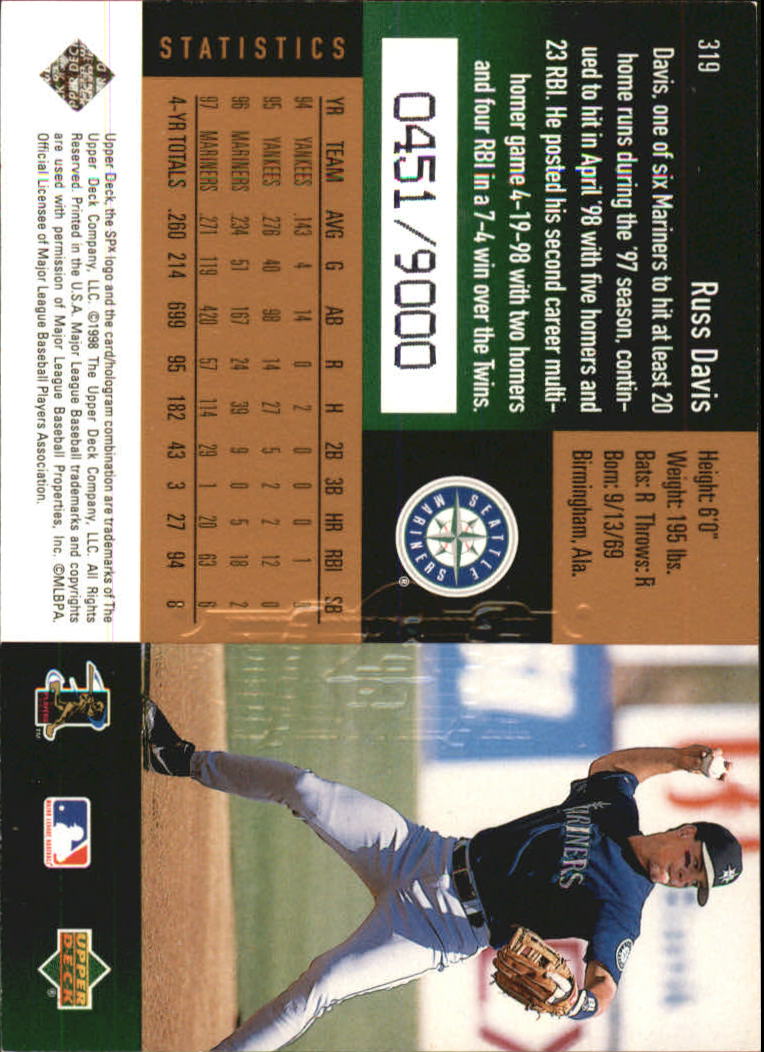 319
Russ Davis
Davis, one of six Mariners to hit at least 20
home runs during the '97 season, contin-
ued to hit in April '98 with five homers and
23 RBI. He posted his second career multi-
homer game 4-19-98 with two homers
and four RBI in a 7-4 win over the Twins.
0451/9000
Height: 6'0"
Weight: 195 lbs.
Bats: R Throws: R
Born: 9/13/69
Birmingham, Ala.
SEATTLE
MARINERS
®
STATISTICS
YR TEAM AVG G AB R H 2B 3B HR RBI SB
94 YANKEES .143 4 14 0 2 0 0 0 1
95 YANKEES .276 40 98 14 27 5 2 2 12 0
96 MARINERS .234 51 167 24 39 9 0 5 18 2
97 MARINERS .271 119 420 57 114 29 1 20 63 6
4-YR TOTALS .260 214 699 95 182 43 3 27 94 8
Upper Deck, the SPX logo and the card/hologram combination are trademarks of The
Upper Deck Company, LLC. ©1998 The Upper Deck Company, LLC. All Rights
Reserved. Printed in the U.S.A. Major League Baseball trademarks and copyrights
are used with permission of Major League Baseball Properties, Inc. ©MLBPA
Official Licensee of Major League Baseball Players Association.
MARINERS
PLAYERS
TM
MAJOR LEAGUE BASEBALL
UPPER
DECK
®